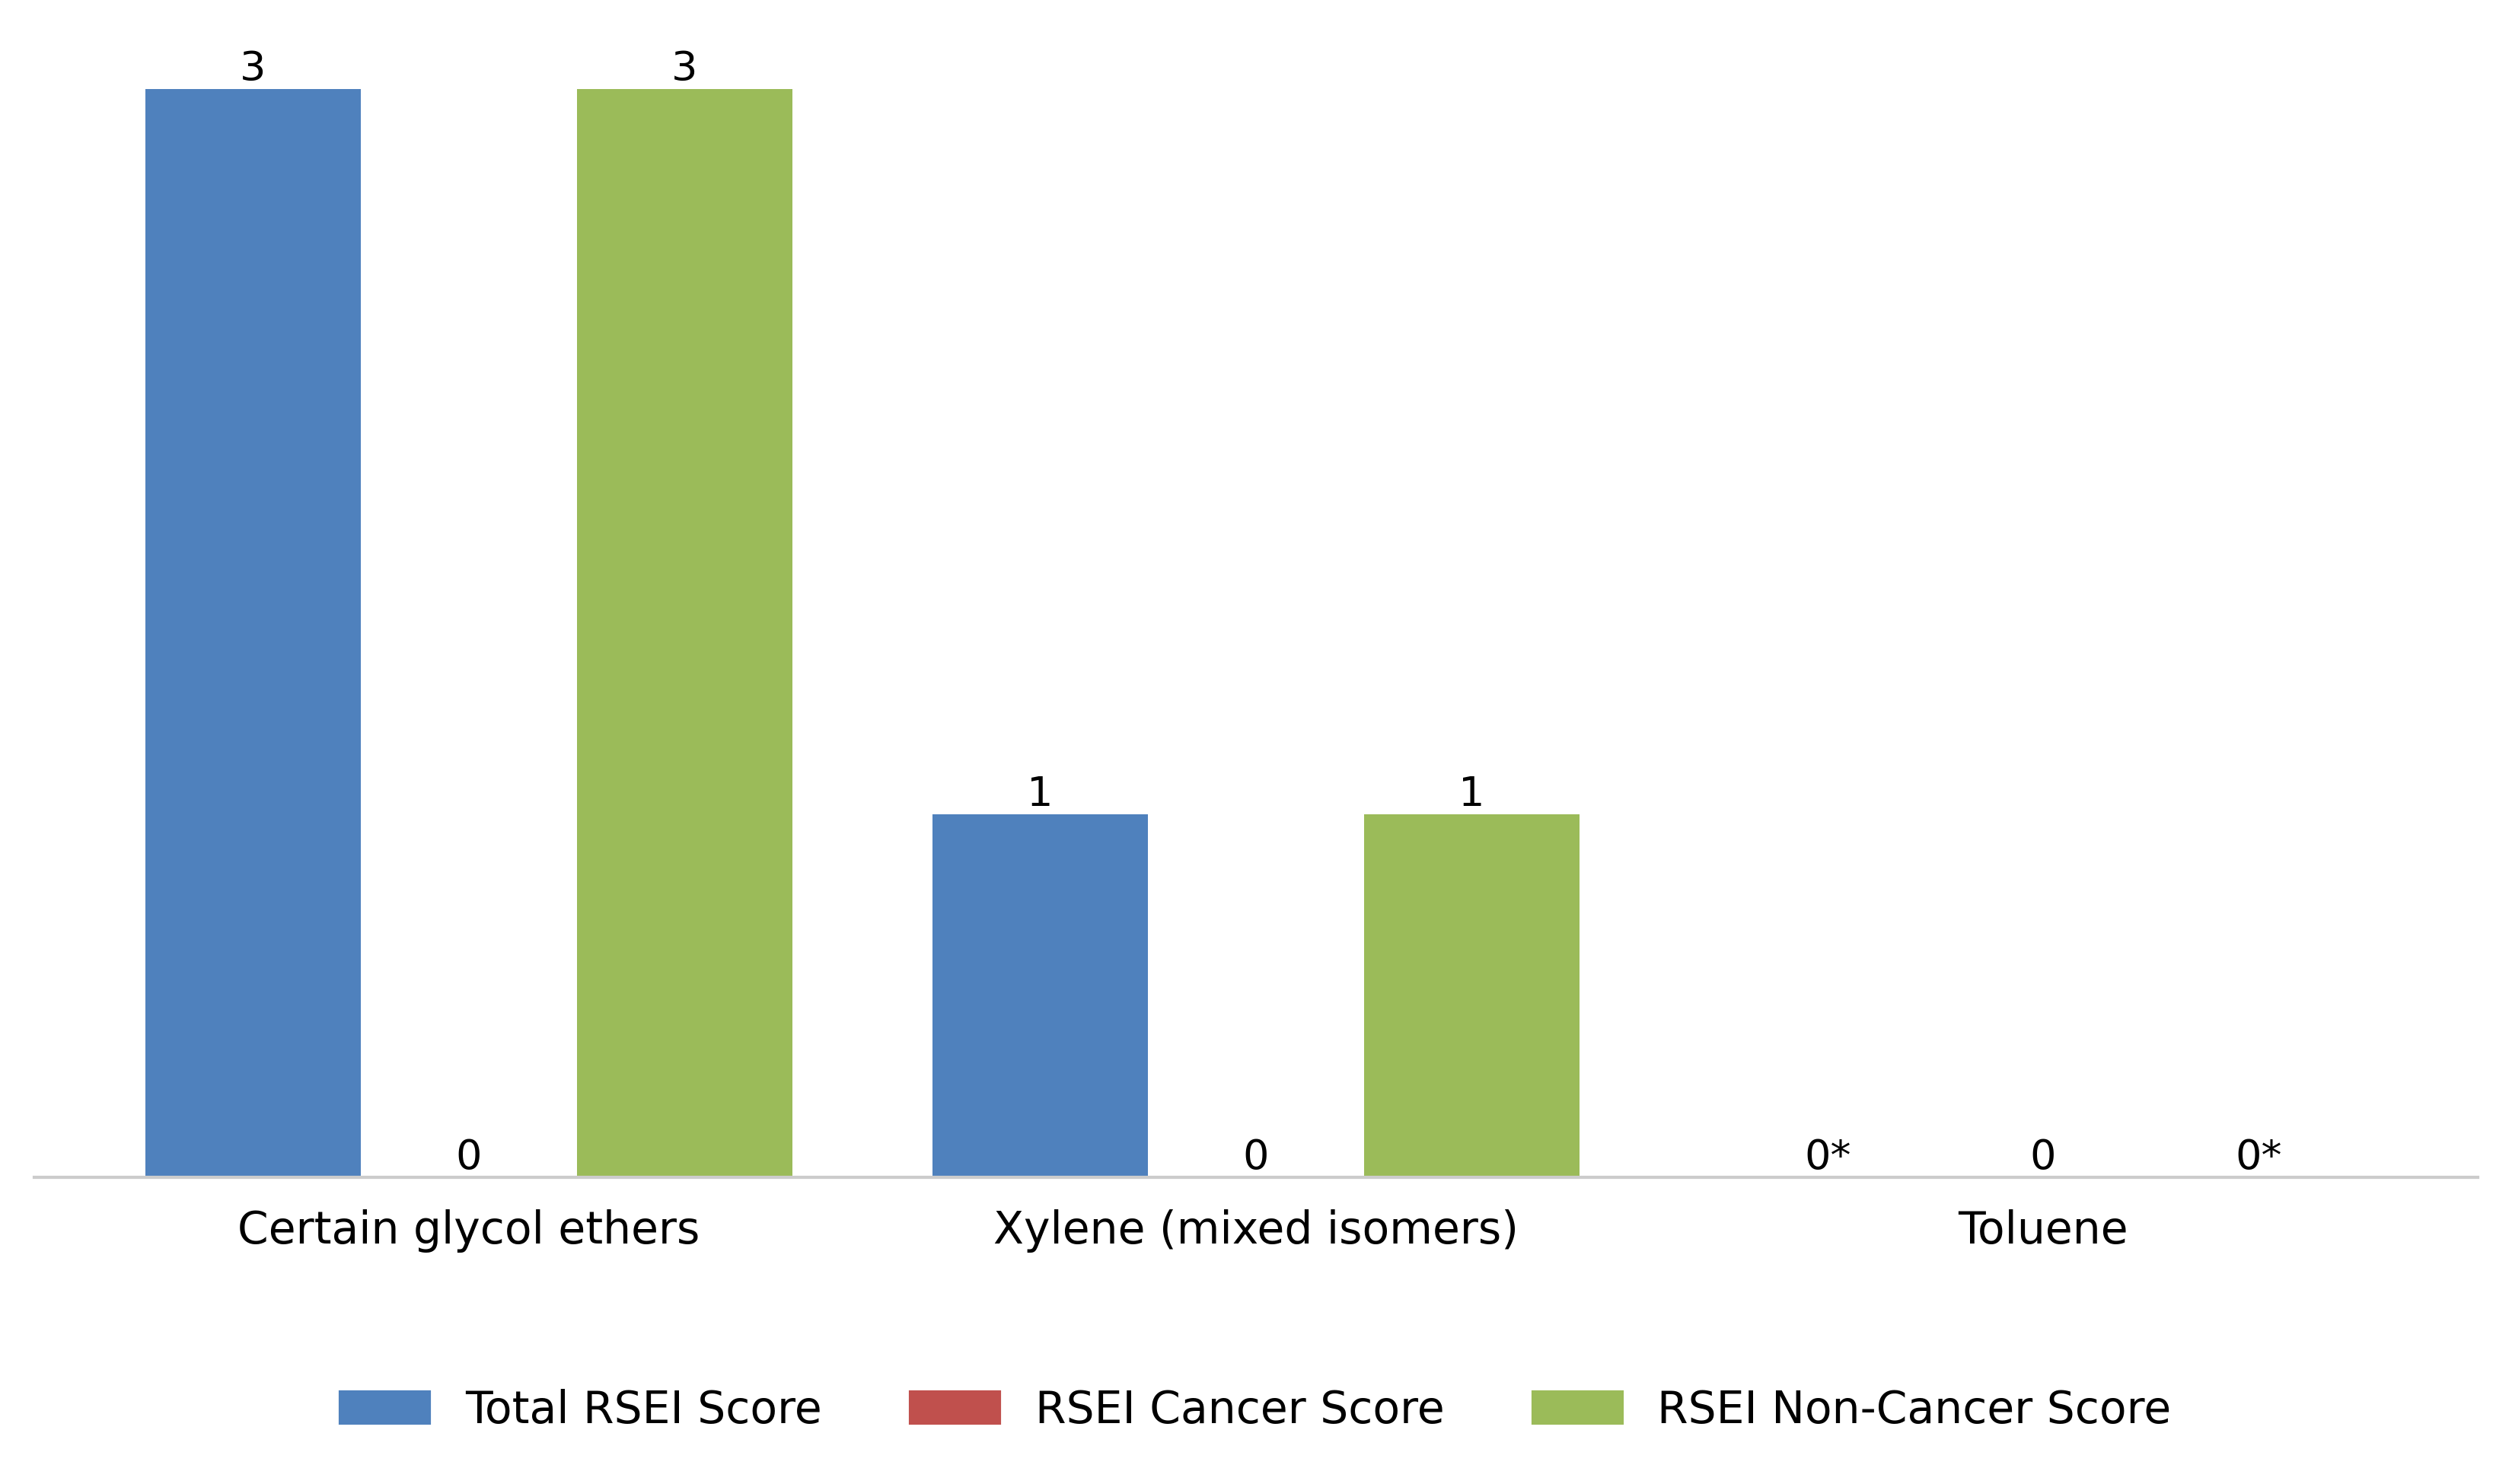 3 3
1 1
0 0 0* 0 0*
Certain glycol ethers Xylene (mixed isomers) Toluene
Total RSEI Score RSEI Cancer Score RSEI Non-Cancer Score